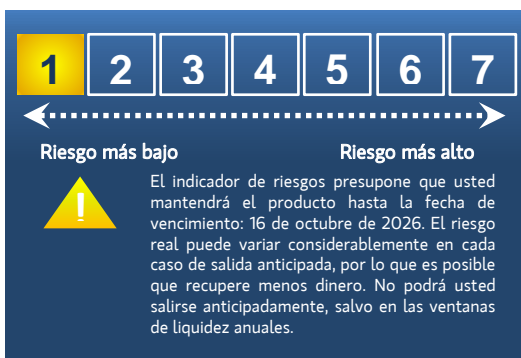 1 2 3 4 5 6 7
Riesgo más bajo Riesgo más alto
!
El indicador de riesgos presupone que usted
mantendrá el producto hasta la fecha de
vencimiento: 16 de octubre de 2026. El riesgo
real puede variar considerablemente en cada
caso de salida anticipada, por lo que es posible
que recupere menos dinero. No podrá usted
salirse anticipadamente, salvo en las ventanas
de liquidez anuales.